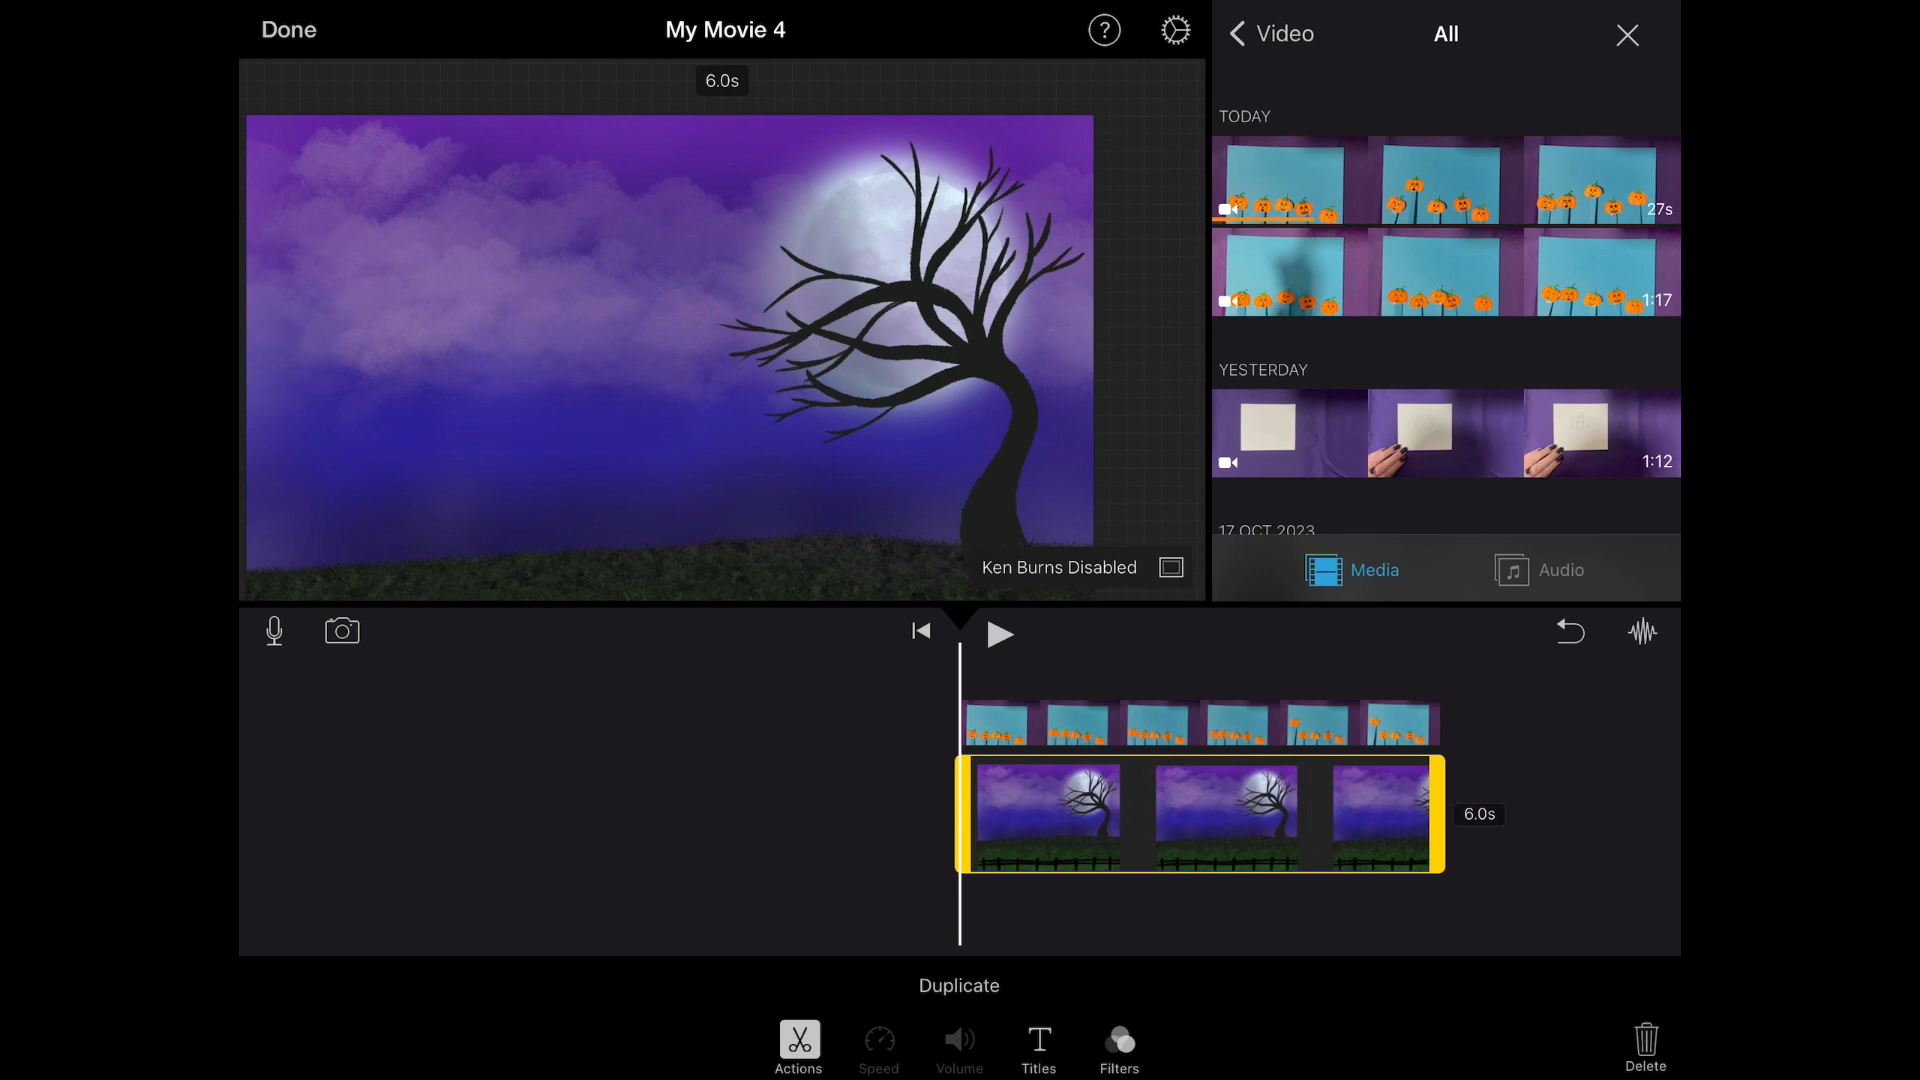 Done
My Movie 4
?
Video
All
6.0s
TODAY
27s
1:17
YESTERDAY
1:12
17 OCT 2023
Ken Burns Disabled
Media
Audio
6.0s
Duplicate
Actions
Speed
Volume
Titles
Filters
Delete